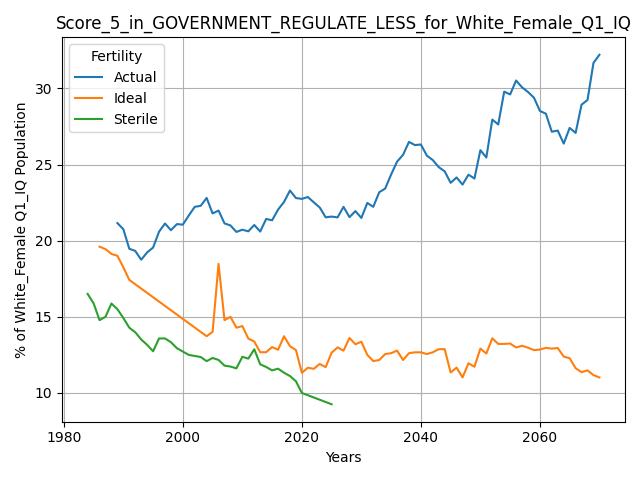 Score_5_in_GOVERNMENT_REGULATE_LESS_for_White_Female_Q1_IQ
Fertility
Actual
Ideal
Sterile
% of White_Female Q1_IQ Population
30
25
20
15
10
1980
2000
2020
2040
2060
Years